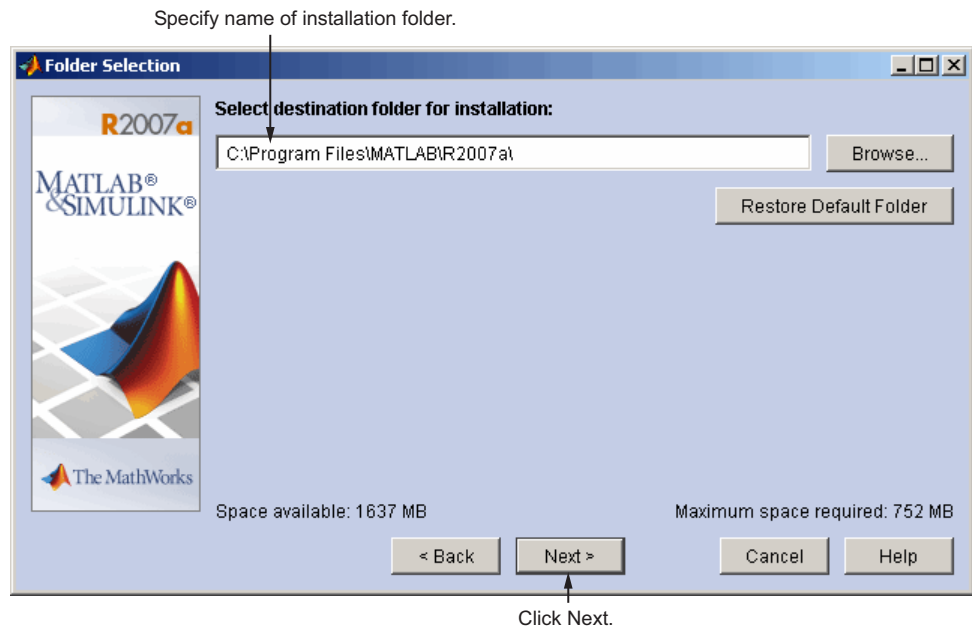 Specify name of installation folder.
Folder Selection
R2007a
MATLAB®
&SIMULINK®
The MathWorks
Select destination folder for installation:
C:\Program Files\MATLAB\R2007a\
Browse...
Restore Default Folder
Space available: 1637 MB
Maximum space required: 752 MB
< Back
Next >
Cancel
Help
Click Next.